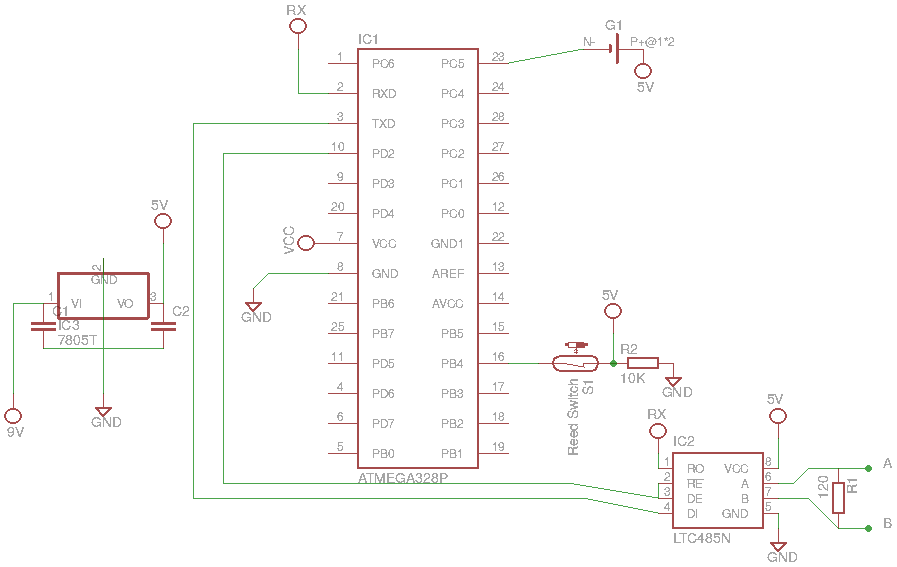 RX
IC1
G1
N-
P+@1*2
5V
1 PC6 PC5 23
2 RXD PC4 24
3 TXD PC3 28
10 PD2 PC2 27
9 PD3 PC1 26
20 PD4 PC0 12
VCC
7 VCC GND1 22
8 GND AREF 13
GND
21 PB6 AVCC 14
25 PB7 PB5 15
11 PD5 PB4 16
4 PD6 PB3 17
6 PD7 PB2 18
5 PB0 PB1 19
ATMEGA328P
5V
2
GND
1 VI VO 3
C1
C2
IC3
7805T
9V
GND
5V
R2
10K
GND
Reed Switch
S1
RX
5V
IC2
1 RO VCC 8
2 RE A 6
3 DE B 7
4 DI GND 5
LTC485N
GND
120
R1
A
B